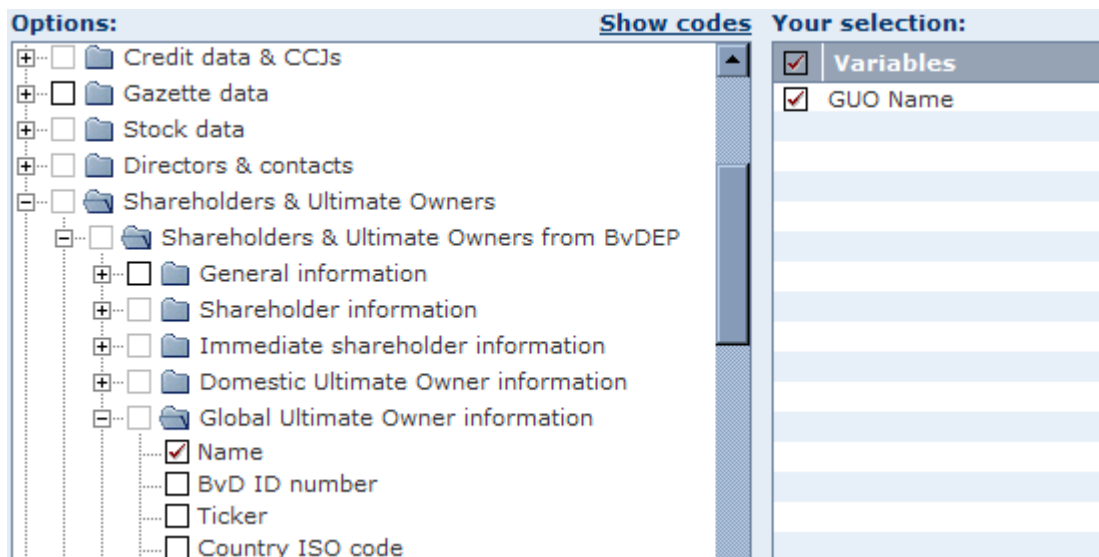 Options: Show codes
Credit data & CCJs
Gazette data
Stock data
Directors & contacts
Shareholders & Ultimate Owners
Shareholders & Ultimate Owners from BvDEP
General information
Shareholder information
Immediate shareholder information
Domestic Ultimate Owner information
Global Ultimate Owner information
Name
BvD ID number
Ticker
Country ISO code
Your selection:
Variables
GUO Name